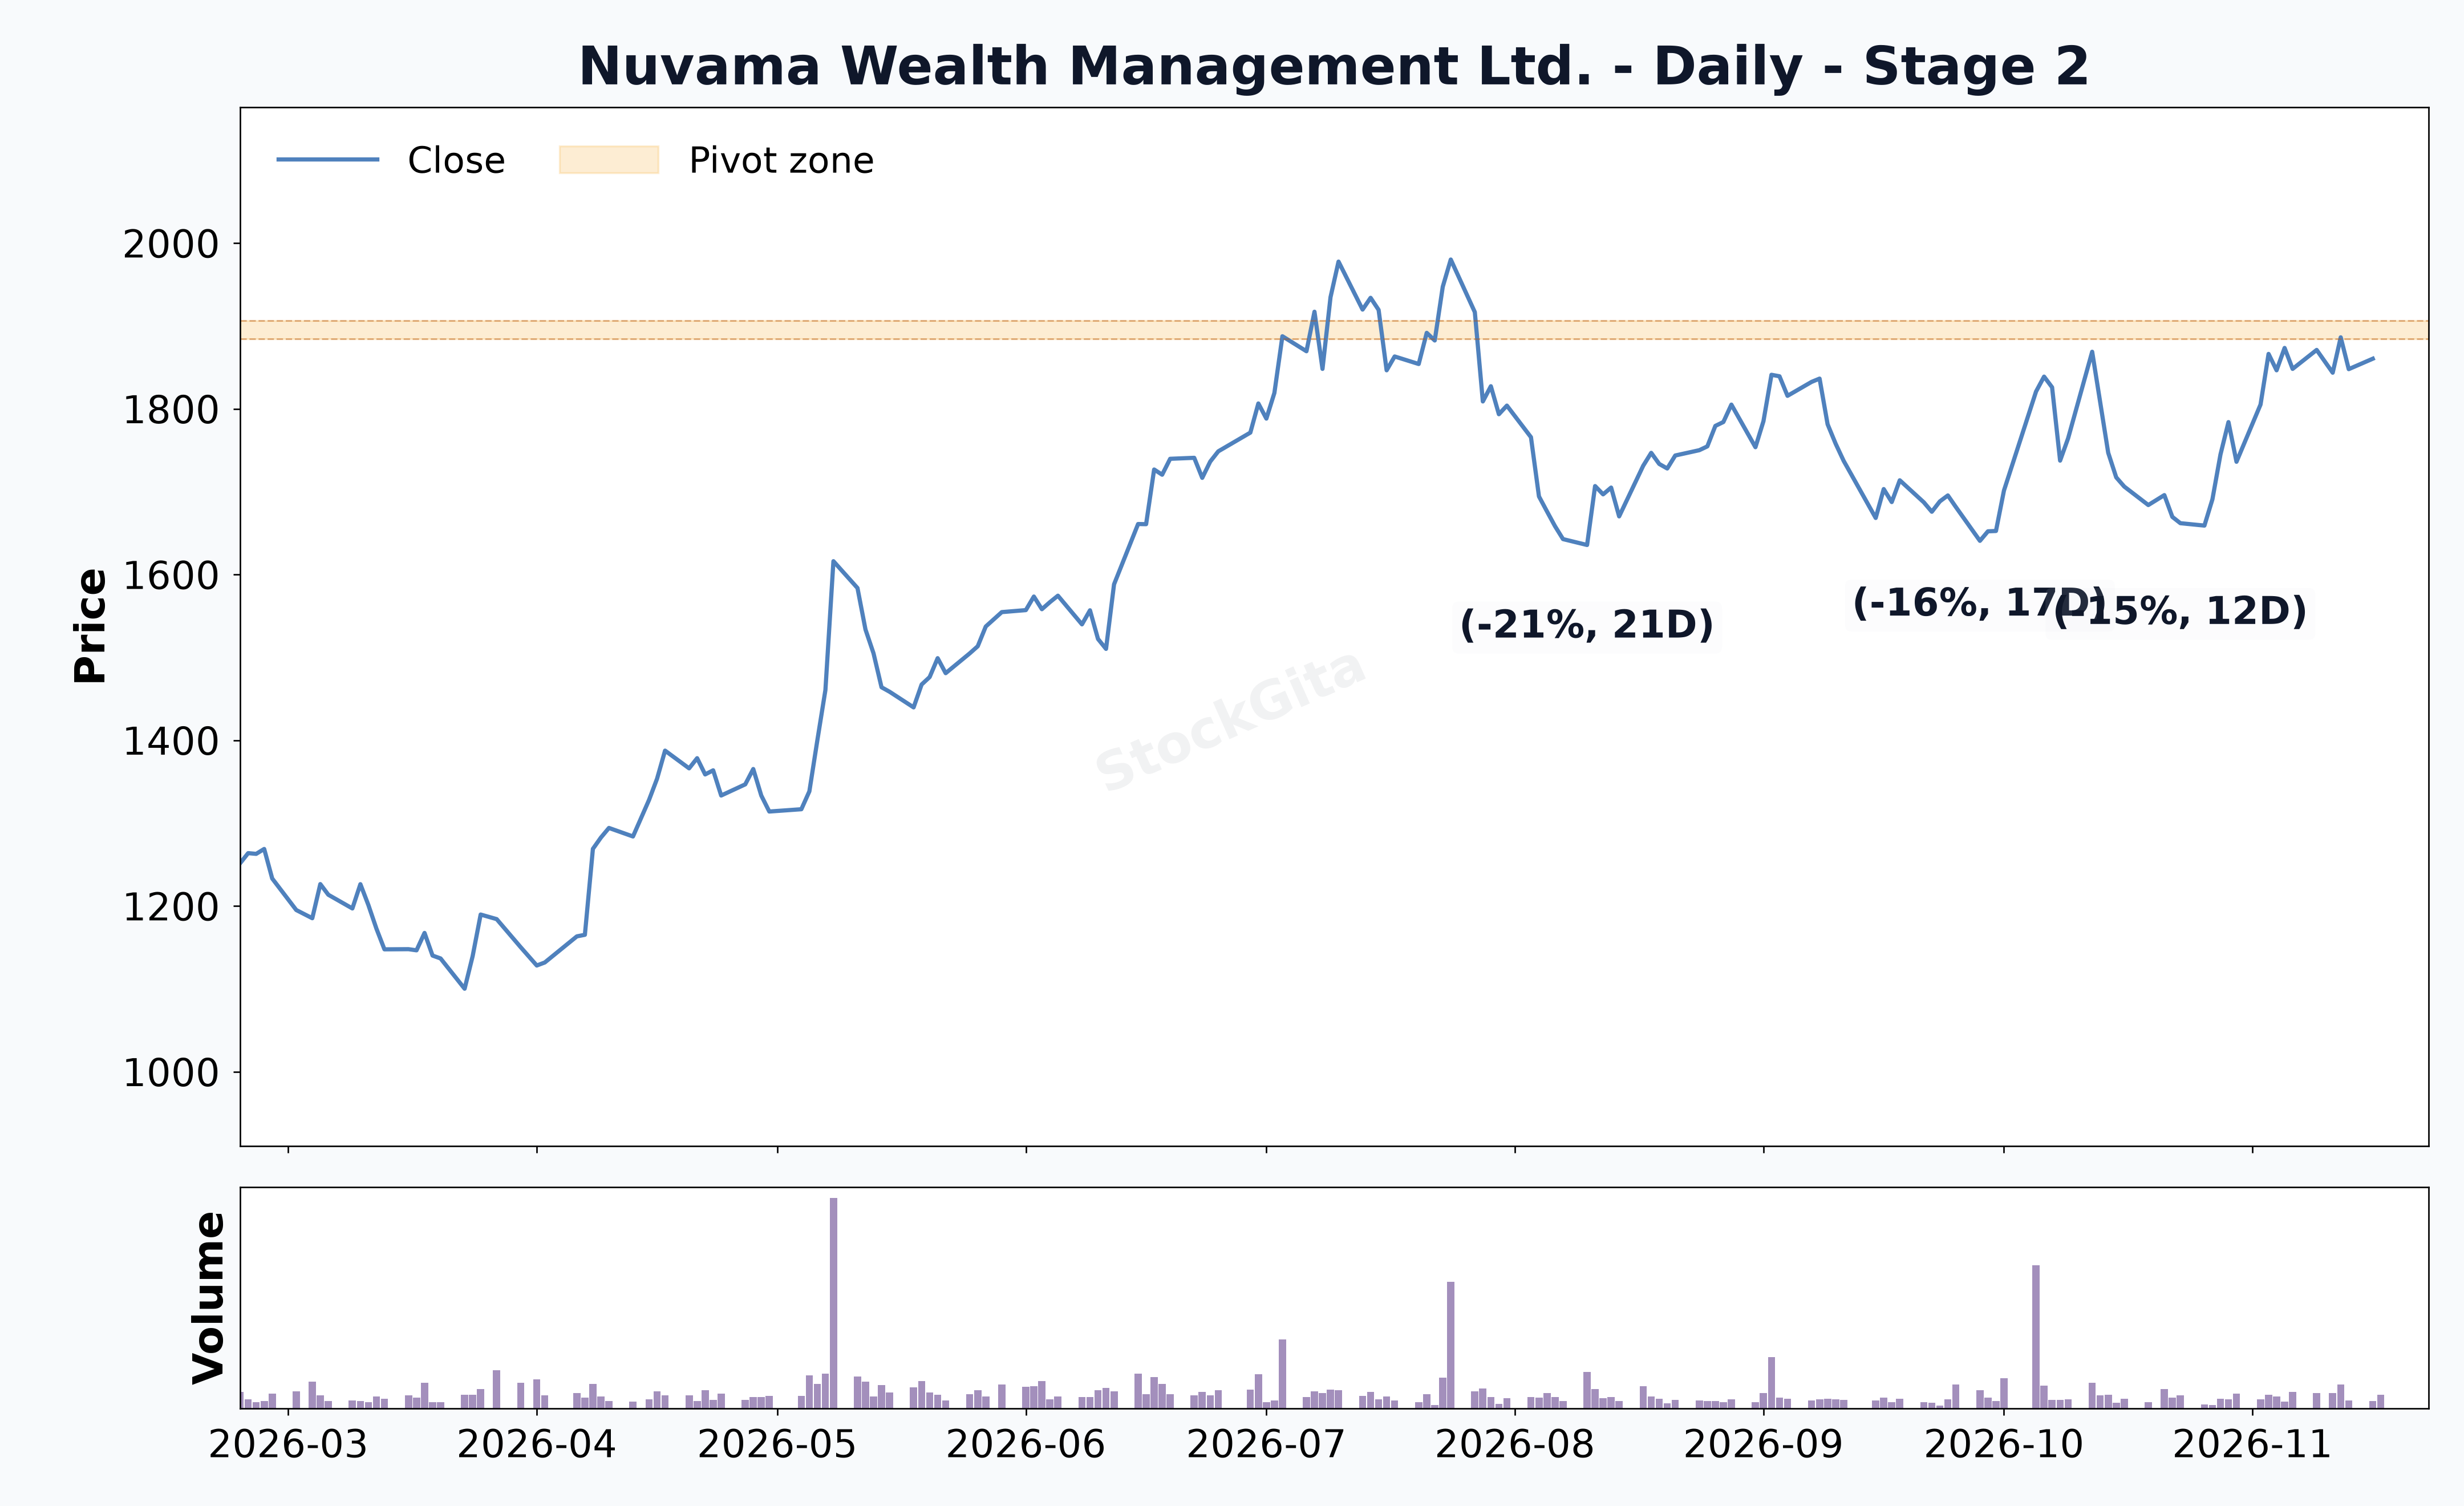 Nuvama Wealth Management Ltd. - Daily - Stage 2
Close
Pivot zone
Price
2000
1800
1600
1400
1200
1000
(-21%, 21D)
(-16%, 17D)
(-15%, 12D)
StockGita
Volume
2026-03
2026-04
2026-05
2026-06
2026-07
2026-08
2026-09
2026-10
2026-11